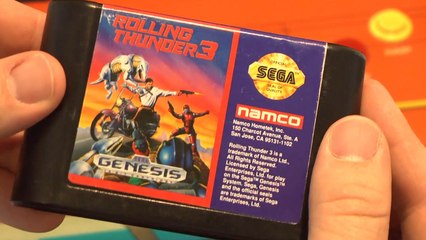 ROLLING
THUNDER 3
GENESIS
OFFICIAL
SEGA
SEAL OF
QUALITY
namco
Namco Hometek, Inc.
150 Charcot Avenue, Ste. A
San Jose, CA 95131-1102
Rolling Thunder 3 is a
trademark of Namco Ltd.,
All Rights Reserved.
Licensed by Sega
Enterprises, Ltd. for play
on the Sega™ Genesis™
System. Sega, Genesis
and the official seals
are trademarks of Sega
Enterprises, Ltd.